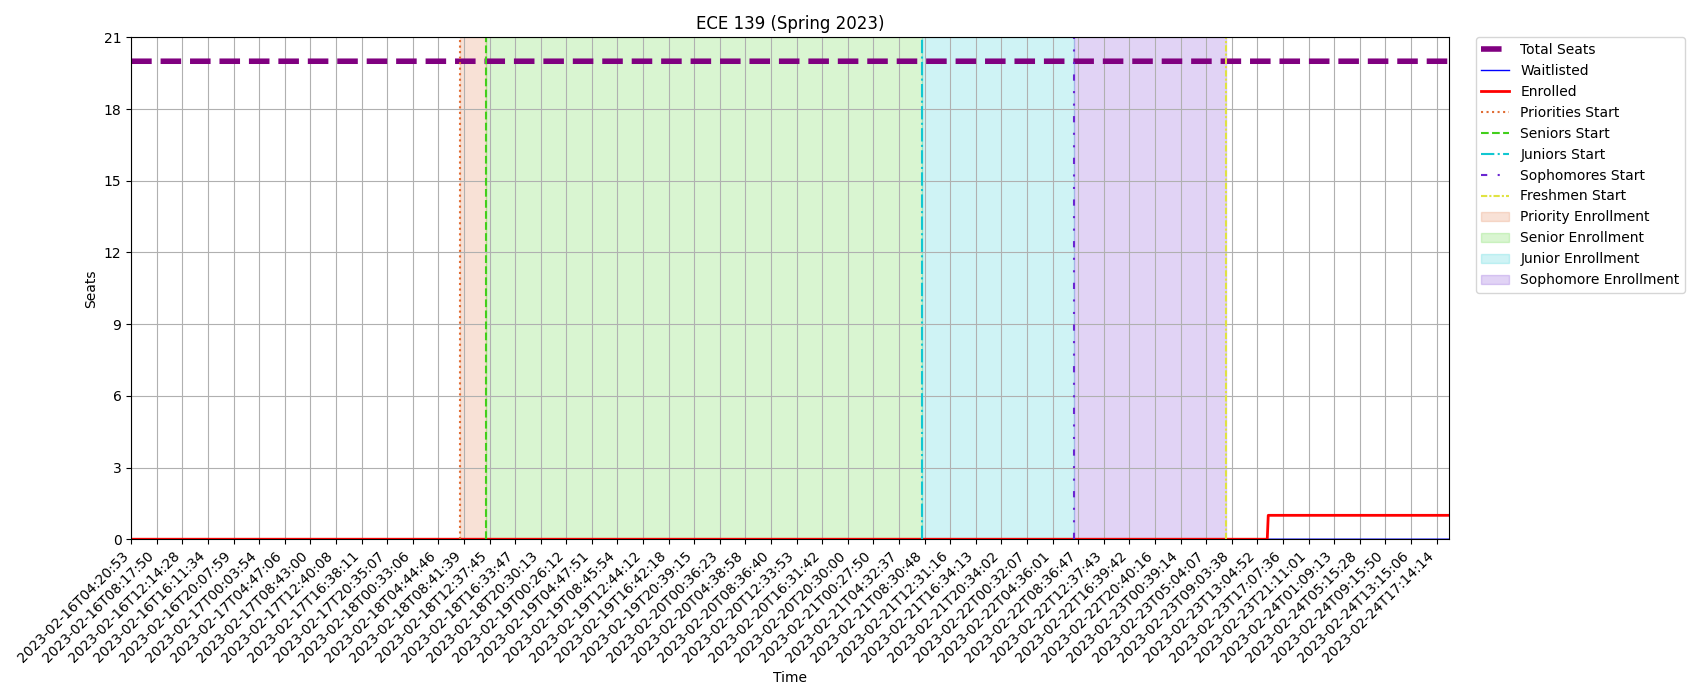 ECE 139 (Spring 2023)
21
18
15
12
9
6
3
0
Seats
2023-02-16T04:20:53
2023-02-16T08:17:50
2023-02-16T12:14:28
2023-02-16T16:11:34
2023-02-16T20:07:59
2023-02-17T00:03:54
2023-02-17T04:47:06
2023-02-17T08:43:00
2023-02-17T12:40:08
2023-02-17T16:38:11
2023-02-17T20:35:07
2023-02-18T00:33:06
2023-02-18T04:44:46
2023-02-18T08:41:39
2023-02-18T12:37:45
2023-02-18T16:33:47
2023-02-18T20:30:13
2023-02-19T00:26:12
2023-02-19T04:47:51
2023-02-19T08:45:54
2023-02-19T12:44:12
2023-02-19T16:42:18
2023-02-19T20:39:15
2023-02-20T00:36:23
2023-02-20T04:38:58
2023-02-20T08:36:40
2023-02-20T12:33:53
2023-02-20T16:31:42
2023-02-20T20:30:00
2023-02-21T00:27:50
2023-02-21T04:32:37
2023-02-21T08:30:48
2023-02-21T12:31:16
2023-02-21T16:34:13
2023-02-21T20:34:02
2023-02-22T00:32:07
2023-02-22T04:36:01
2023-02-22T08:36:47
2023-02-22T12:37:43
2023-02-22T16:39:42
2023-02-22T20:40:16
2023-02-23T00:39:14
2023-02-23T05:04:07
2023-02-23T09:03:38
2023-02-23T13:04:52
2023-02-23T17:07:36
2023-02-23T21:11:01
2023-02-24T01:09:13
2023-02-24T05:15:28
2023-02-24T09:15:50
2023-02-24T13:15:06
2023-02-24T17:14:14
Time
Total Seats
Waitlisted
Enrolled
Priorities Start
Seniors Start
Juniors Start
Sophomores Start
Freshmen Start
Priority Enrollment
Senior Enrollment
Junior Enrollment
Sophomore Enrollment